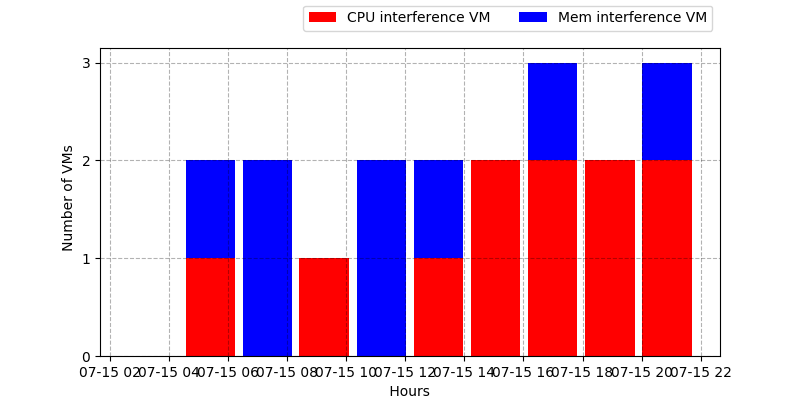 CPU interference VM Mem interference VM
3
2
1
0
Number of VMs
07-15 02 07-15 04 07-15 06 07-15 08 07-15 10 07-15 12 07-15 14 07-15 16 07-15 18 07-15 20 07-15 22
Hours